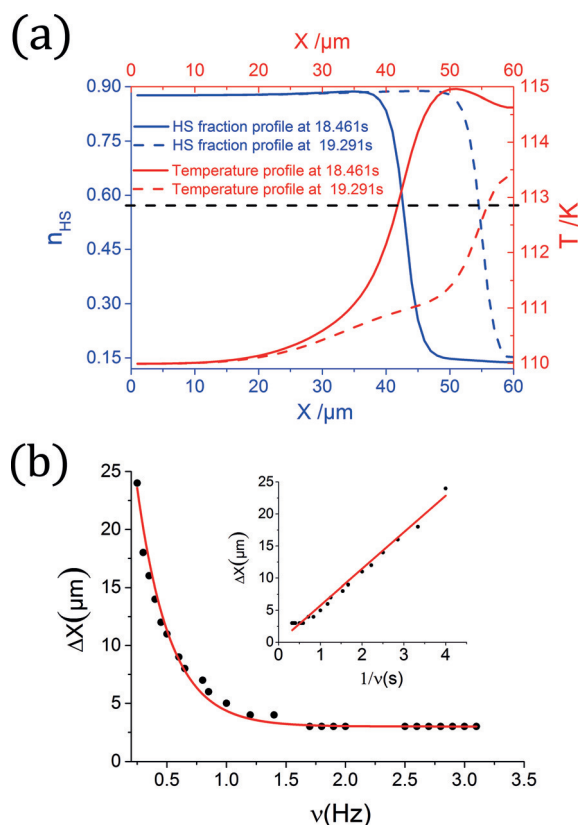 (a)
X /μm
0 10 20 30 40 50 60
0.90
0.75
0.60
0.45
0.30
0.15
nHS
HS fraction profile at 18.461s
HS fraction profile at 19.291s
Temperature profile at 18.461s
Temperature profile at 19.291s
115
114
113
112
111
110
T /K
0 10 20 30 40 50 60
X /μm
(b)
25
20
15
10
5
0
ΔX(μm)
25
20
15
10
5
0
ΔX(μm)
0 1 2 3 4
1/ν(s)
0.5 1.0 1.5 2.0 2.5 3.0 3.5
ν(Hz)